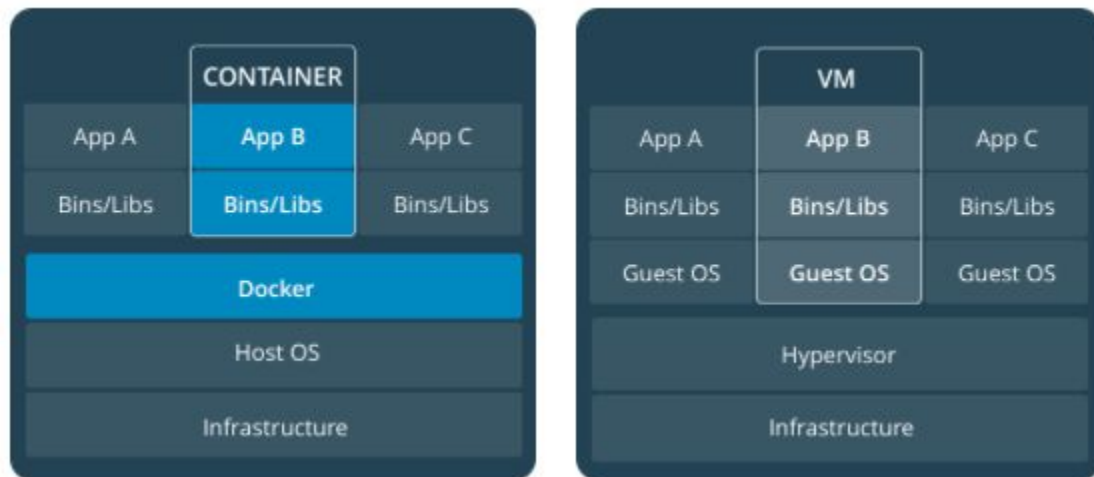 CONTAINER
App A App B App C
Bins/Libs Bins/Libs Bins/Libs
Docker
Host OS
Infrastructure
VM
App A App B App C
Bins/Libs Bins/Libs Bins/Libs
Guest OS Guest OS Guest OS
Hypervisor
Infrastructure